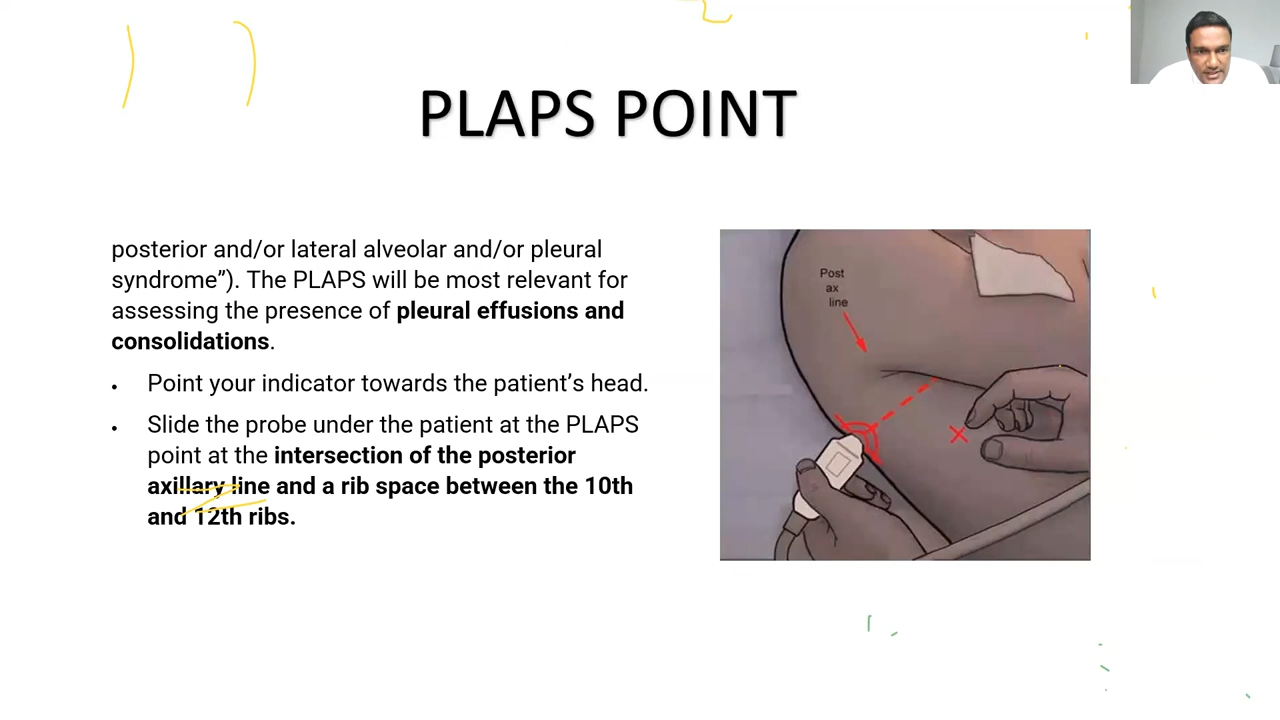 PLAPS POINT
posterior and/or lateral alveolar and/or pleural
syndrome”). The PLAPS will be most relevant for
assessing the presence of pleural effusions and
consolidations.
• Point your indicator towards the patient’s head.
• Slide the probe under the patient at the PLAPS
point at the intersection of the posterior
axillary line and a rib space between the 10th
and 12th ribs.
Post
ax
line